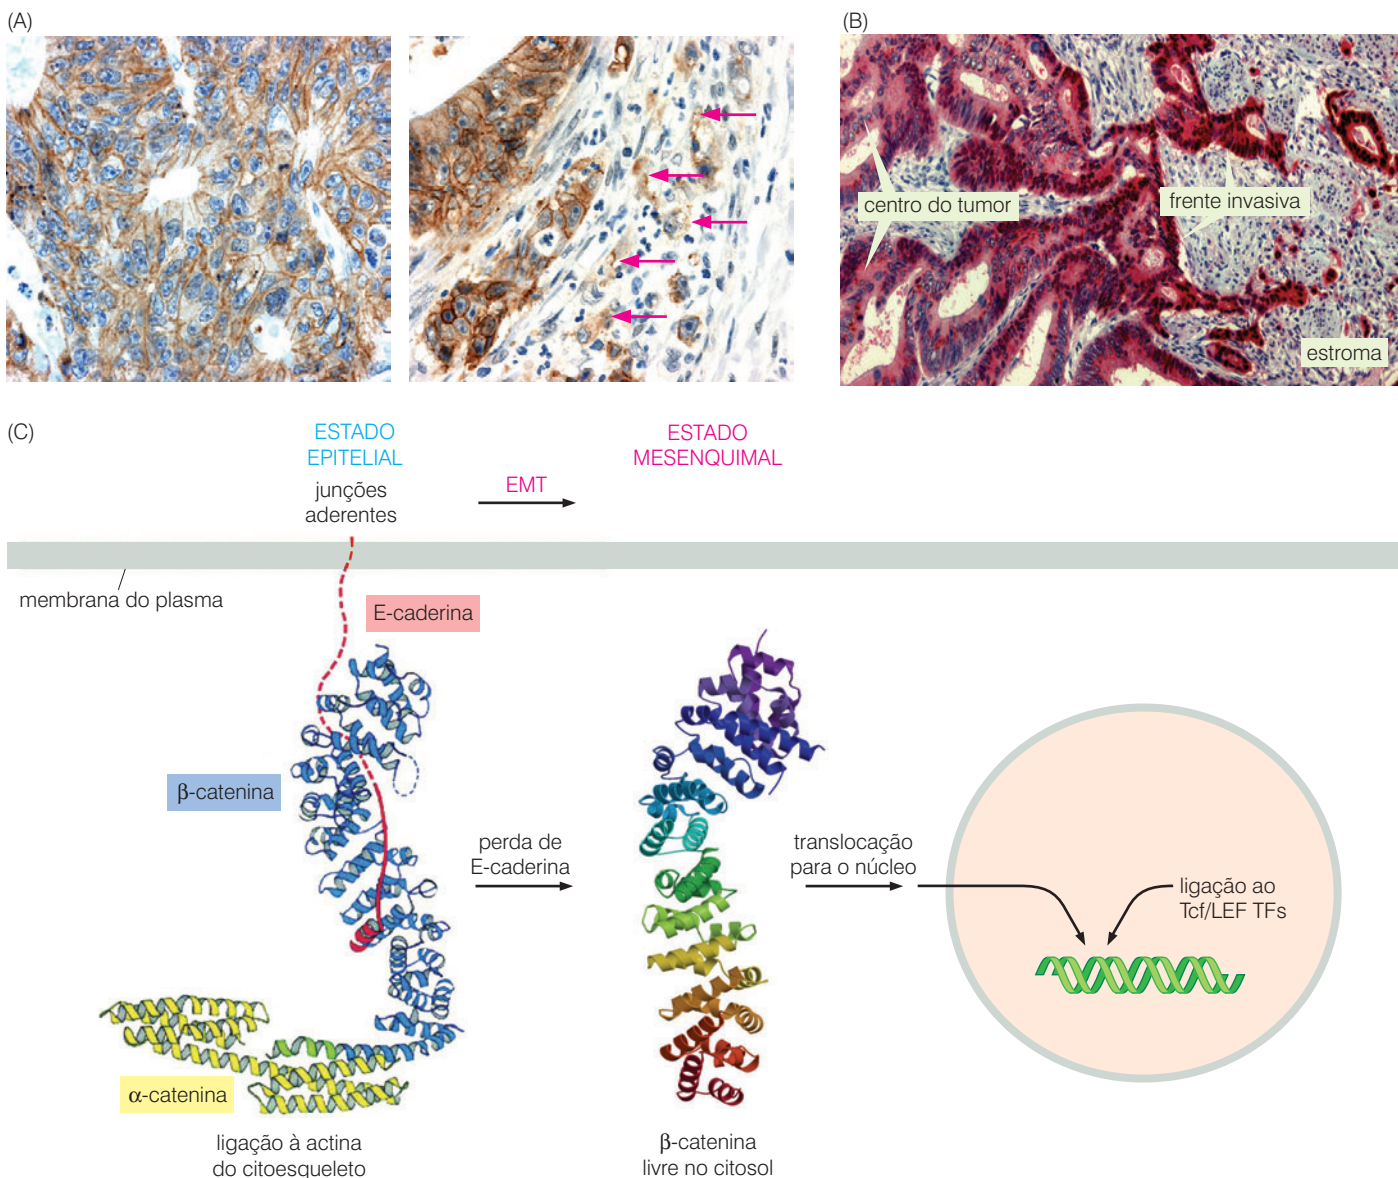 (A)
(B)
centro do tumor
frente invasiva
estroma
(C)
ESTADO
EPITELIAL
junções
aderentes
EMT
ESTADO
MESENQUIMAL
membrana do plasma
E-caderina
β-catenina
α-catenina
ligação à actina
do citoesqueleto
perda de
E-caderina
β-catenina
livre no citosol
translocação
para o núcleo
ligação ao
Tcf/LEF TFs